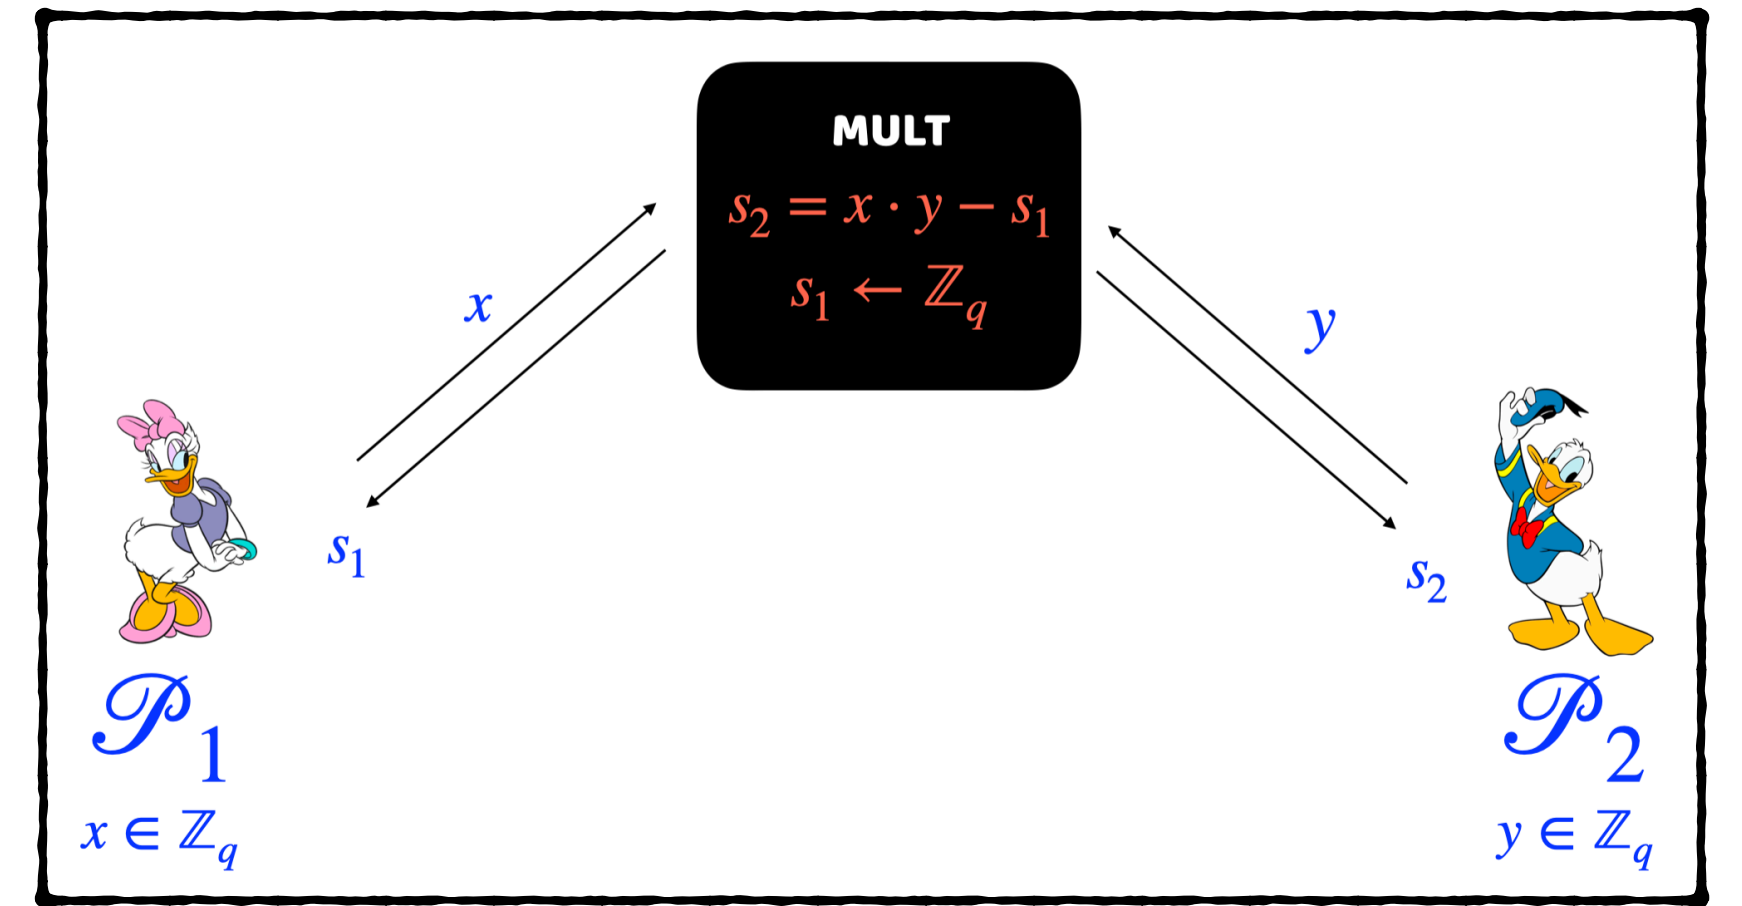 MULT
s₂ = x · y − s₁
s₁ ← ℤ_q
x
y
s₁
s₂
𝒫₁
𝒫₂
x ∈ ℤ_q
y ∈ ℤ_q